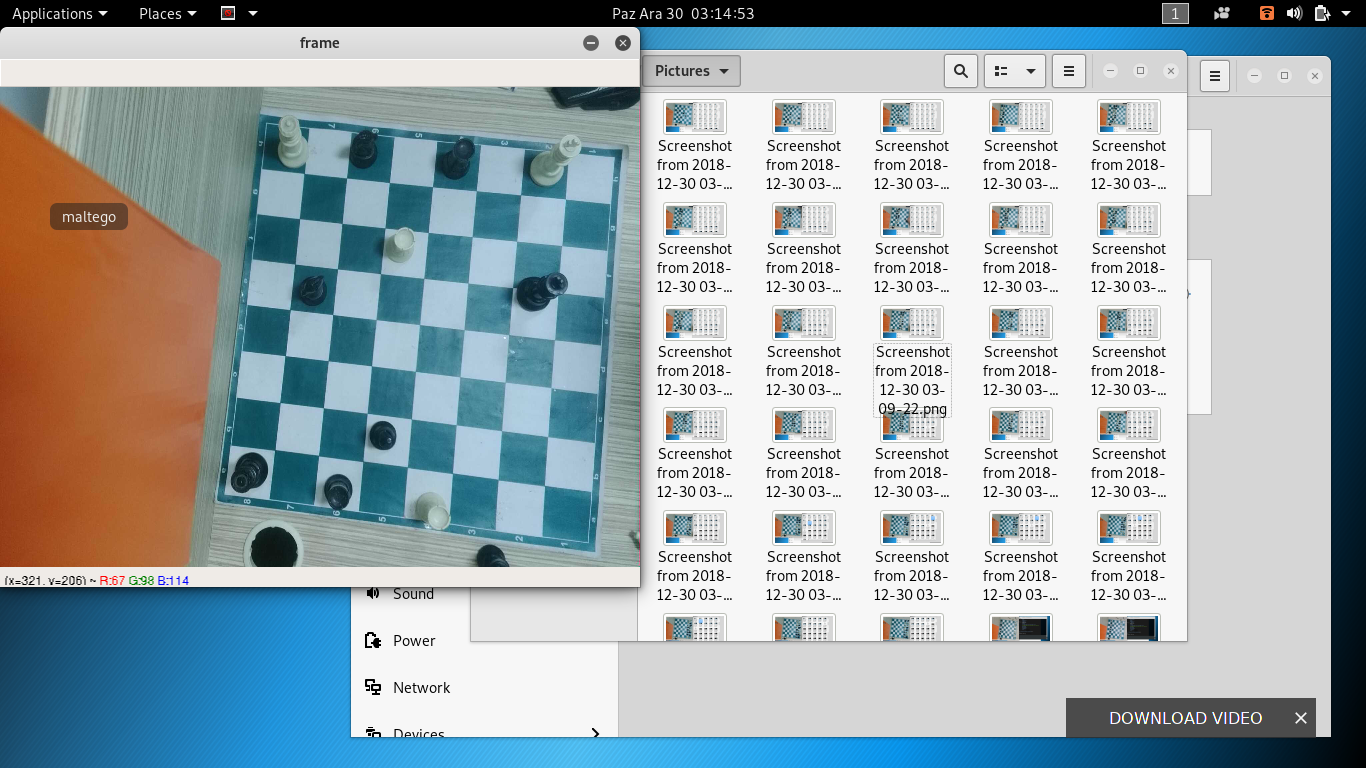 Applications
Places
Paz Ara 30 03:14:53
1
frame
maltego
(x=321, y=206) ~ R:67 G:98 B:114
Pictures
Screenshot
from 2018-
12-30 03-…
Screenshot
from 2018-
12-30 03-…
Screenshot
from 2018-
12-30 03-…
Screenshot
from 2018-
12-30 03-…
Screenshot
from 2018-
12-30 03-…
Screenshot
from 2018-
12-30 03-…
Screenshot
from 2018-
12-30 03-…
Screenshot
from 2018-
12-30 03-…
Screenshot
from 2018-
12-30 03-…
Screenshot
from 2018-
12-30 03-…
Screenshot
from 2018-
12-30 03-…
Screenshot
from 2018-
12-30 03-…
Screenshot
from 2018-
12-30 03-
09-22.png
Screenshot
from 2018-
12-30 03-…
Screenshot
from 2018-
12-30 03-…
Screenshot
from 2018-
12-30 03-…
Screenshot
from 2018-
12-30 03-…
Screenshot
from 2018-
12-30 03-…
Screenshot
from 2018-
12-30 03-…
Screenshot
from 2018-
12-30 03-…
Screenshot
from 2018-
12-30 03-…
Screenshot
from 2018-
12-30 03-…
Screenshot
from 2018-
12-30 03-…
Screenshot
from 2018-
12-30 03-…
Screenshot
from 2018-
12-30 03-…
Sound
Power
Network
Devices
DOWNLOAD VIDEO